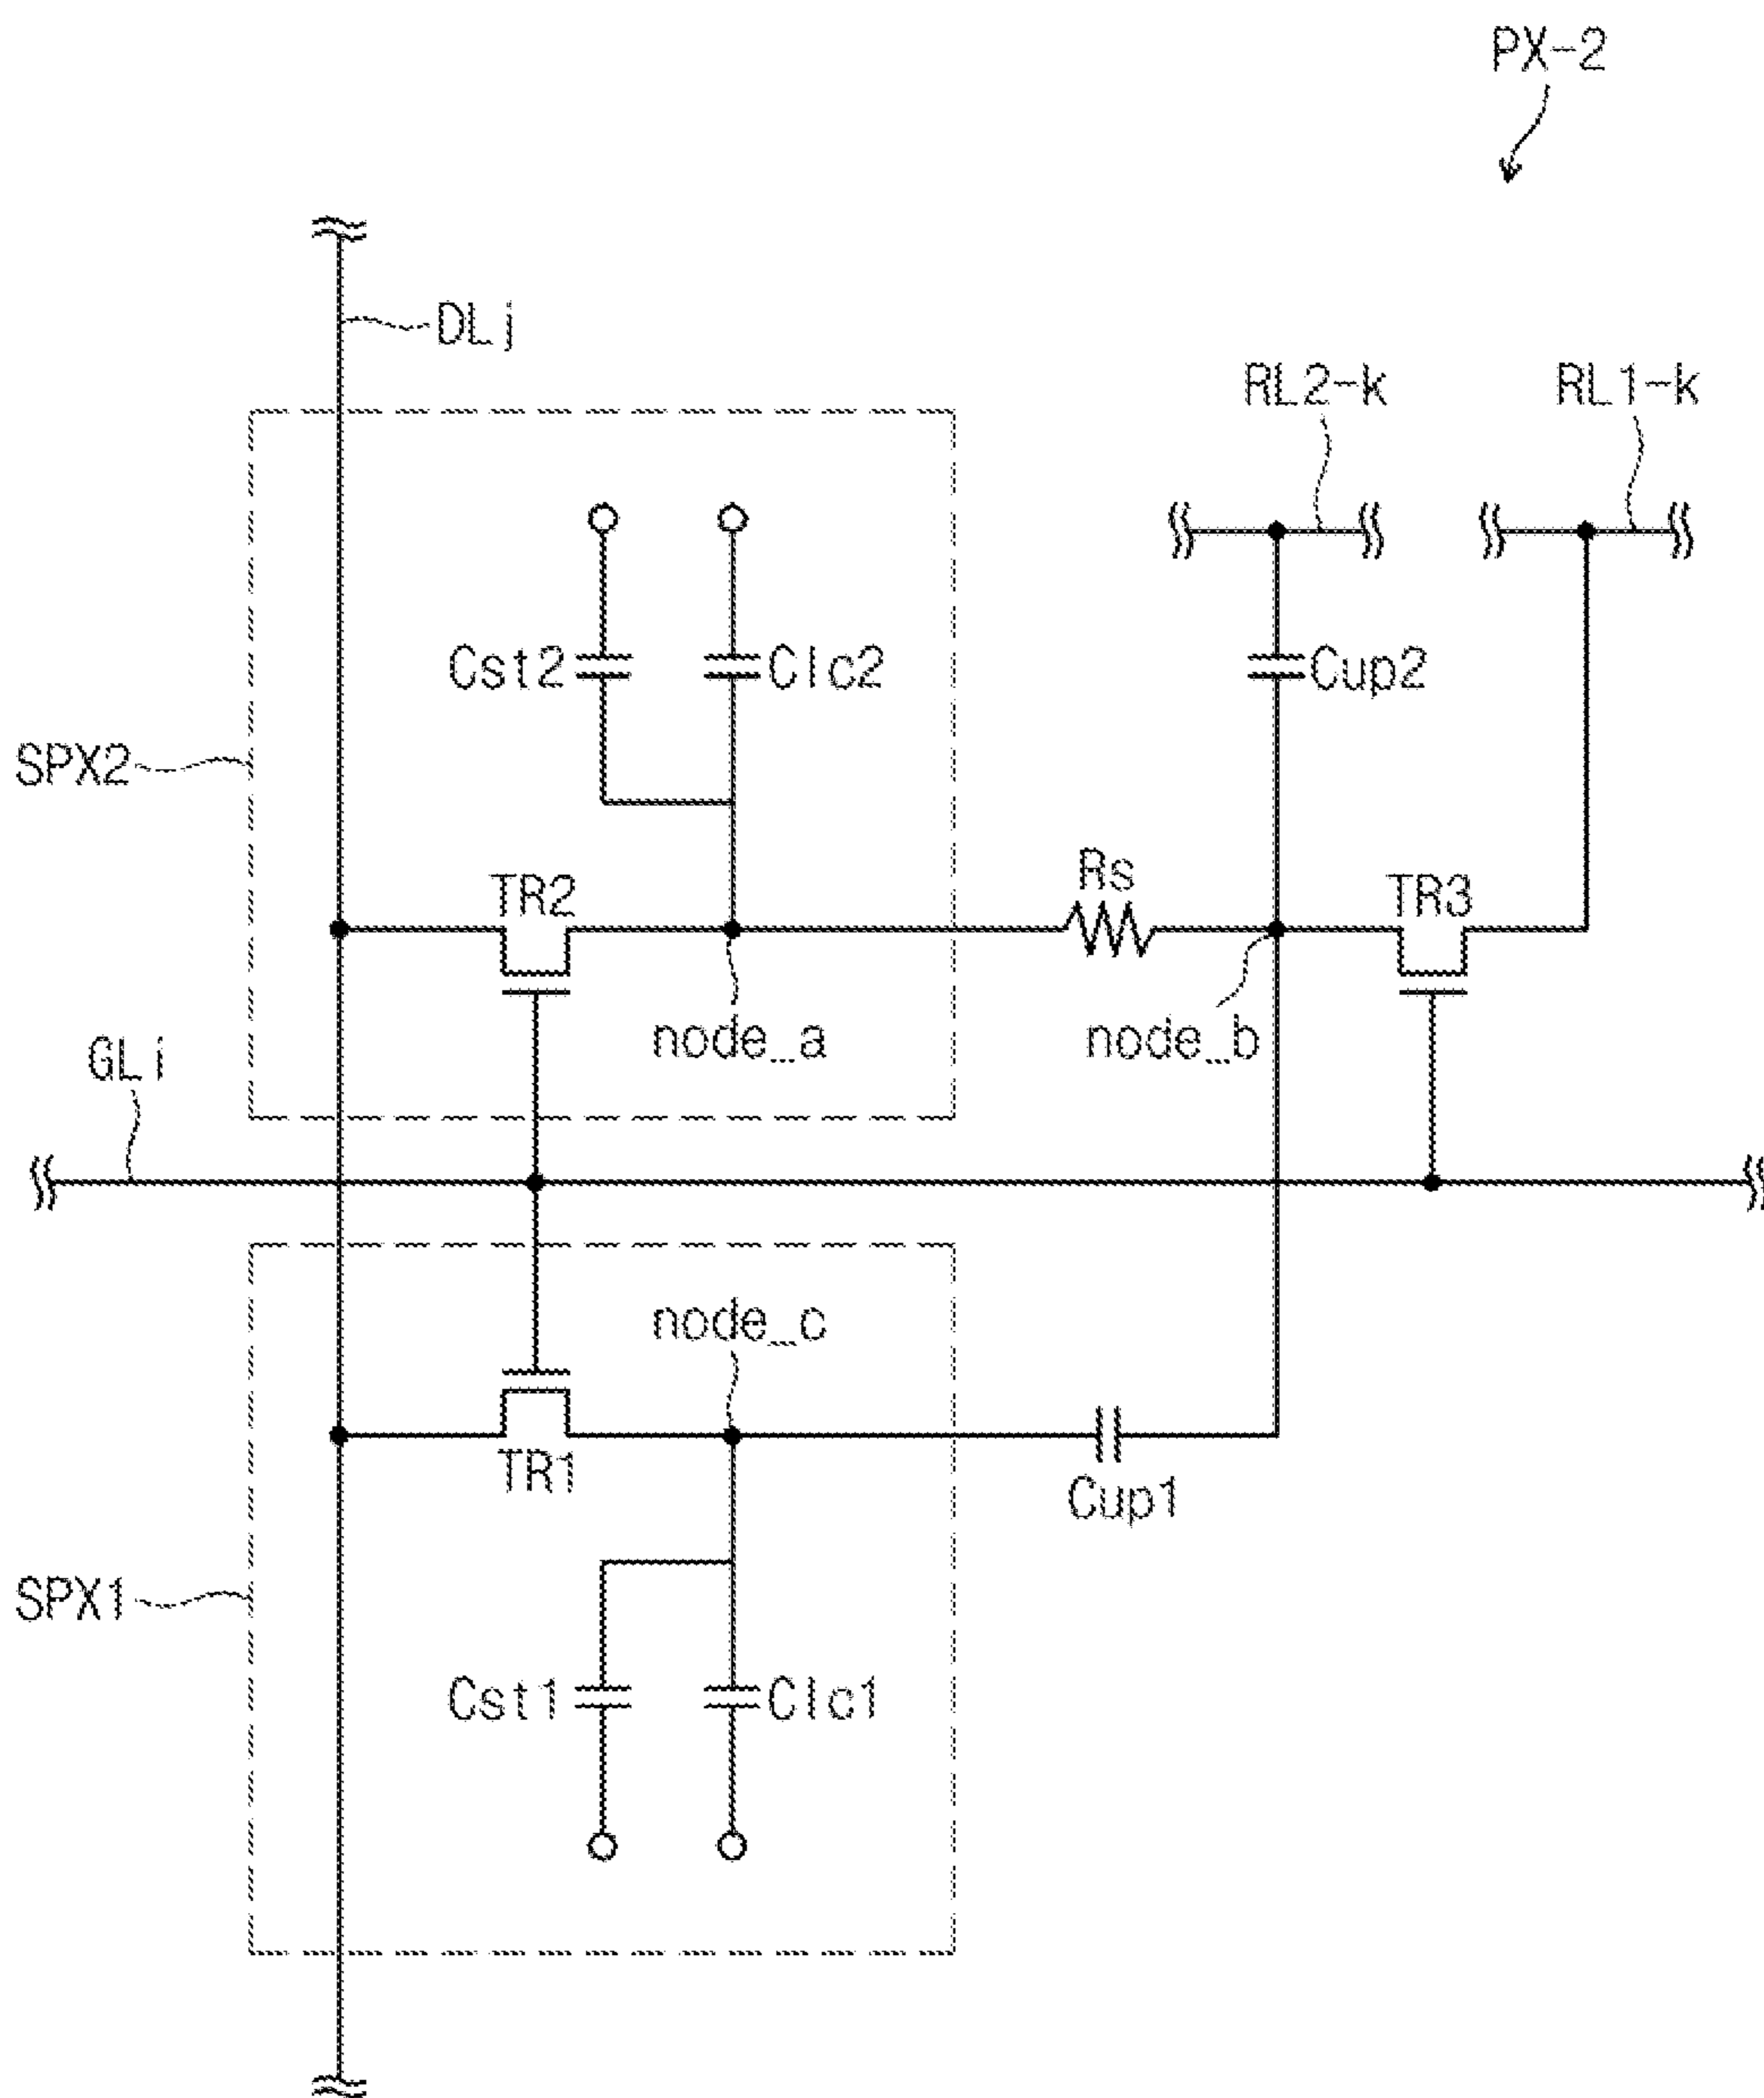 PX-2
DLj
RL2-k
RL1-k
Cst2
Clc2
Cup2
SPX2
TR2
Rs
TR3
node_a
node_b
GLi
node_c
TR1
Cup1
SPX1
Cst1
Clc1